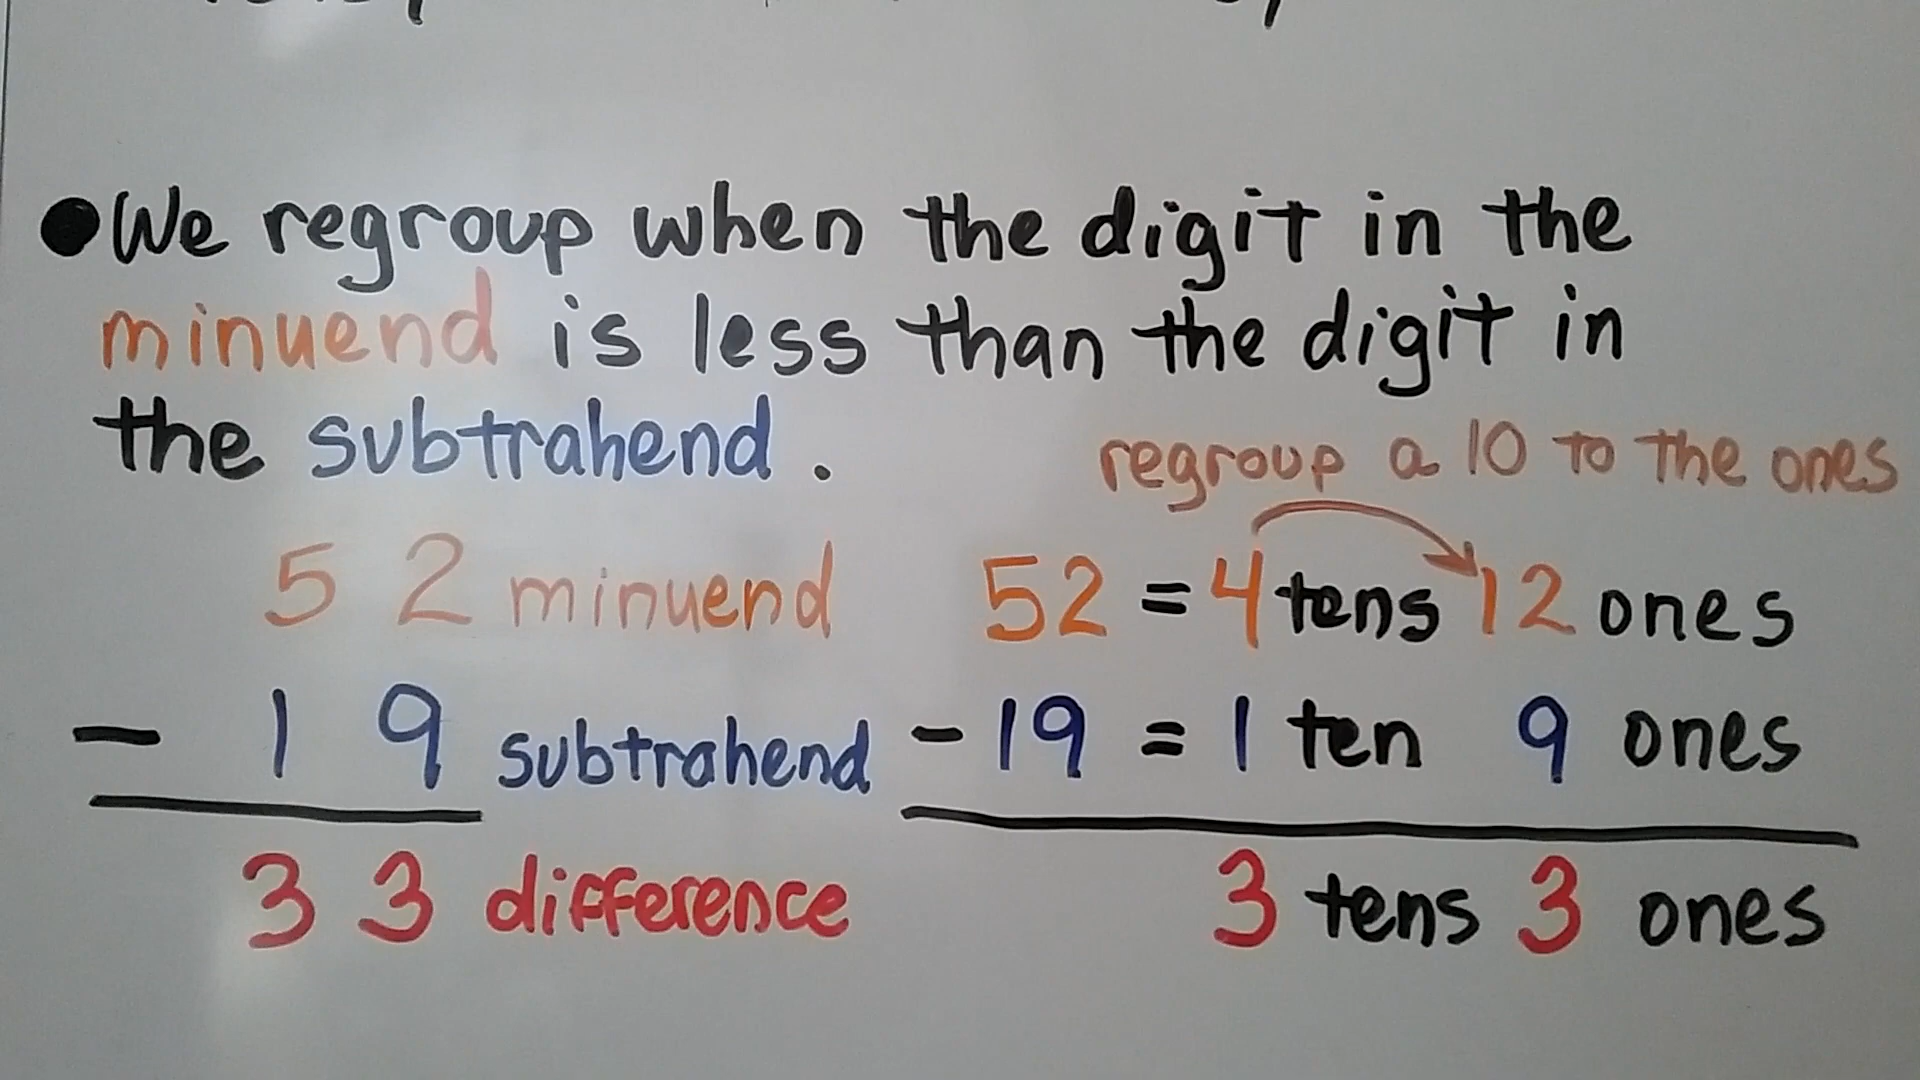 ●We regroup when the digit in the
minuend is less than the digit in
the subtrahend.
regroup a 10 to the ones
5 2 minuend
- 1 9 subtrahend
3 3 difference
52 = 4 tens 12 ones
-19 = 1 ten 9 ones
3 tens 3 ones